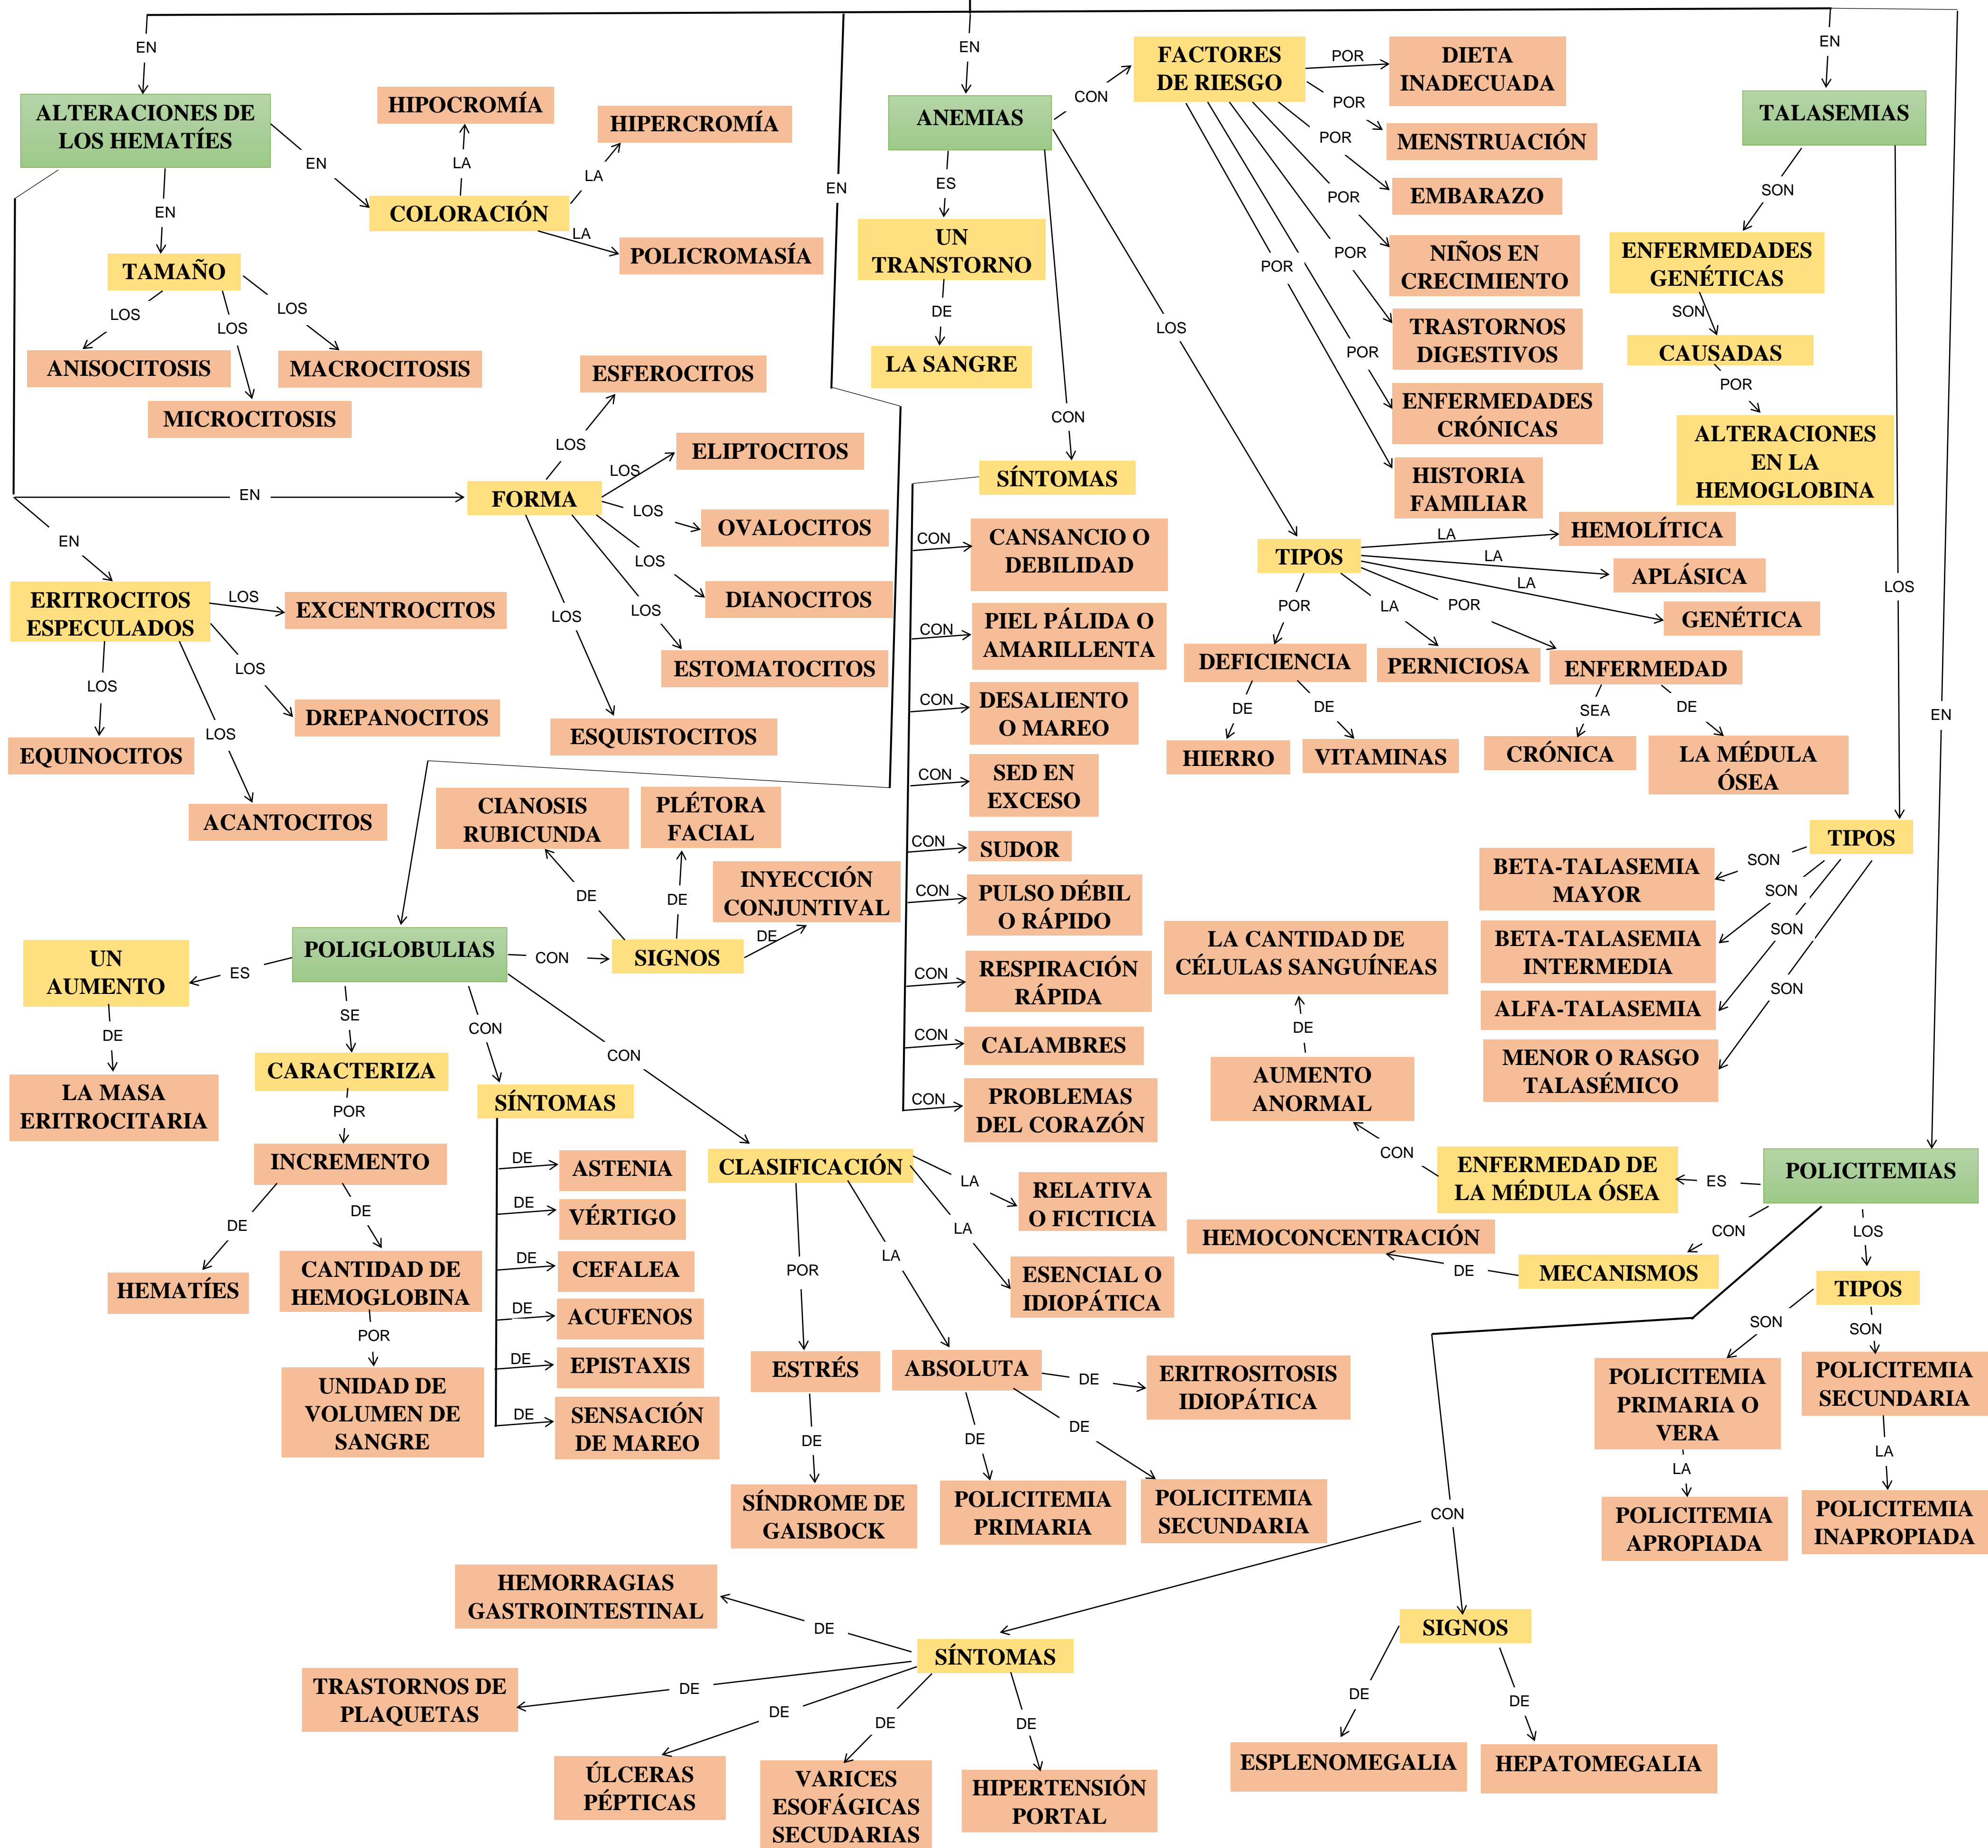 EN
EN
EN
EN
EN
ALTERACIONES DE
LOS HEMATÍES
EN
COLORACIÓN
LA
HIPOCROMÍA
LA
HIPERCROMÍA
LA
POLICROMASÍA
EN
TAMAÑO
LOS
ANISOCITOSIS
LOS
MICROCITOSIS
LOS
MACROCITOSIS
EN
FORMA
LOS
ESFEROCITOS
LOS
ELIPTOCITOS
LOS
OVALOCITOS
LOS
DIANOCITOS
LOS
ESTOMATOCITOS
LOS
ESQUISTOCITOS
EN
ERITROCITOS
ESPECULADOS
LOS
EXCENTROCITOS
LOS
DREPANOCITOS
LOS
EQUINOCITOS
LOS
ACANTOCITOS
ANEMIAS
ES
UN
TRANSTORNO
DE
LA SANGRE
CON
FACTORES
DE RIESGO
POR
DIETA
INADECUADA
POR
MENSTRUACIÓN
POR
EMBARAZO
POR
NIÑOS EN
CRECIMIENTO
POR
TRASTORNOS
DIGESTIVOS
POR
ENFERMEDADES
CRÓNICAS
POR
HISTORIA
FAMILIAR
CON
SÍNTOMAS
CON
CANSANCIO O
DEBILIDAD
CON
PIEL PÁLIDA O
AMARILLENTA
CON
DESALIENTO
O MAREO
CON
SED EN
EXCESO
CON
SUDOR
CON
PULSO DÉBIL
O RÁPIDO
CON
RESPIRACIÓN
RÁPIDA
CON
CALAMBRES
CON
PROBLEMAS
DEL CORAZÓN
LOS
TIPOS
LA
HEMOLÍTICA
LA
APLÁSICA
LA
GENÉTICA
POR
DEFICIENCIA
DE
HIERRO
DE
VITAMINAS
LA
PERNICIOSA
POR
ENFERMEDAD
SEA
CRÓNICA
DE
LA MÉDULA
ÓSEA
TALASEMIAS
SON
ENFERMEDADES
GENÉTICAS
SON
CAUSADAS
POR
ALTERACIONES
EN LA
HEMOGLOBINA
LOS
TIPOS
SON
BETA-TALASEMIA
MAYOR
SON
BETA-TALASEMIA
INTERMEDIA
SON
ALFA-TALASEMIA
SON
MENOR O RASGO
TALASÉMICO
POLIGLOBULIAS
ES
UN
AUMENTO
DE
LA MASA
ERITROCITARIA
SE
CARACTERIZA
POR
INCREMENTO
DE
HEMATÍES
DE
CANTIDAD DE
HEMOGLOBINA
POR
UNIDAD DE
VOLUMEN DE
SANGRE
CON
SIGNOS
DE
CIANOSIS
RUBICUNDA
DE
PLÉTORA
FACIAL
DE
INYECCIÓN
CONJUNTIVAL
CON
SÍNTOMAS
DE
ASTENIA
DE
VÉRTIGO
DE
CEFALEA
DE
ACUFENOS
DE
EPISTAXIS
DE
SENSACIÓN
DE MAREO
CON
CLASIFICACIÓN
LA
RELATIVA
O FICTICIA
LA
ESENCIAL O
IDIOPÁTICA
POR
ESTRÉS
DE
SÍNDROME DE
GAISBOCK
LA
ABSOLUTA
DE
ERITROSITOSIS
IDIOPÁTICA
DE
POLICITEMIA
PRIMARIA
DE
POLICITEMIA
SECUNDARIA
POLICITEMIAS
ES
ENFERMEDAD DE
LA MÉDULA ÓSEA
CON
AUMENTO
ANORMAL
DE
LA CANTIDAD DE
CÉLULAS SANGUÍNEAS
CON
MECANISMOS
DE
HEMOCONCENTRACIÓN
LOS
TIPOS
SON
POLICITEMIA
PRIMARIA O
VERA
LA
POLICITEMIA
APROPIADA
SON
POLICITEMIA
SECUNDARIA
LA
POLICITEMIA
INAPROPIADA
CON
SÍNTOMAS
DE
HEMORRAGIAS
GASTROINTESTINAL
DE
TRASTORNOS DE
PLAQUETAS
DE
ÚLCERAS
PÉPTICAS
DE
VARICES
ESOFÁGICAS
SECUDARIAS
DE
HIPERTENSIÓN
PORTAL
SIGNOS
DE
ESPLENOMEGALIA
DE
HEPATOMEGALIA